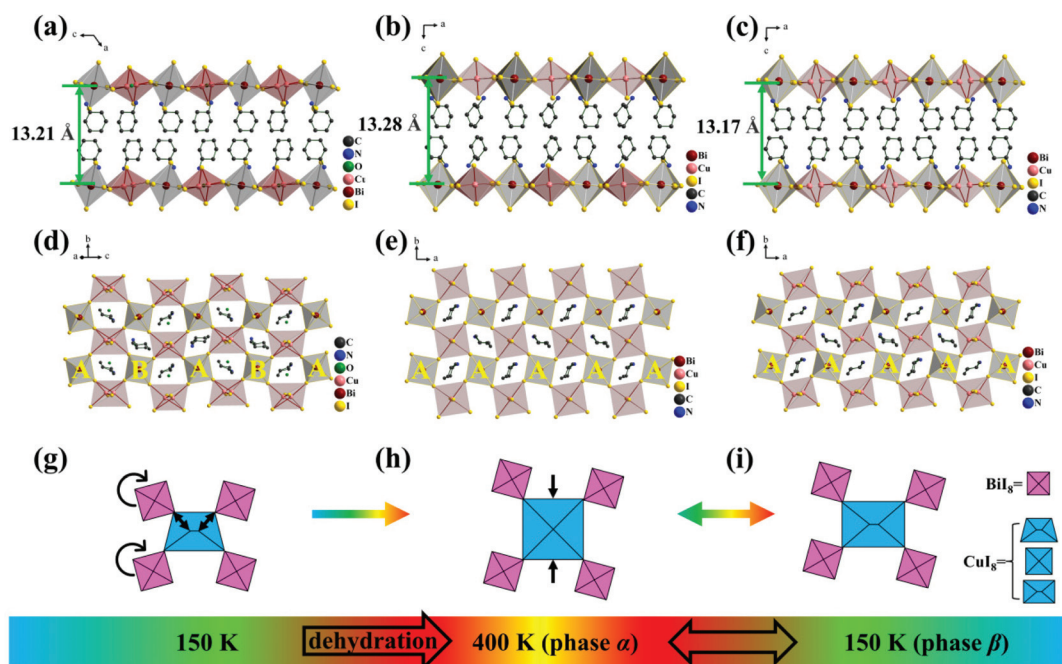 (a)
c
a
13.21 Å
C
N
O
Cu
Bi
I
(b)
a
c
13.28 Å
Bi
Cu
I
C
N
(c)
a
c
13.17 Å
Bi
Cu
I
C
N
(d)
b
a c
A B A B A
C
N
O
Cu
Bi
I
(e)
b
a
A A A A A
Bi
Cu
I
C
N
(f)
b
a
A A A A A
Bi
Cu
I
C
N
(g)
(h)
(i)
BiI₈=
CuI₈=
150 K
dehydration
400 K (phase α)
150 K (phase β)